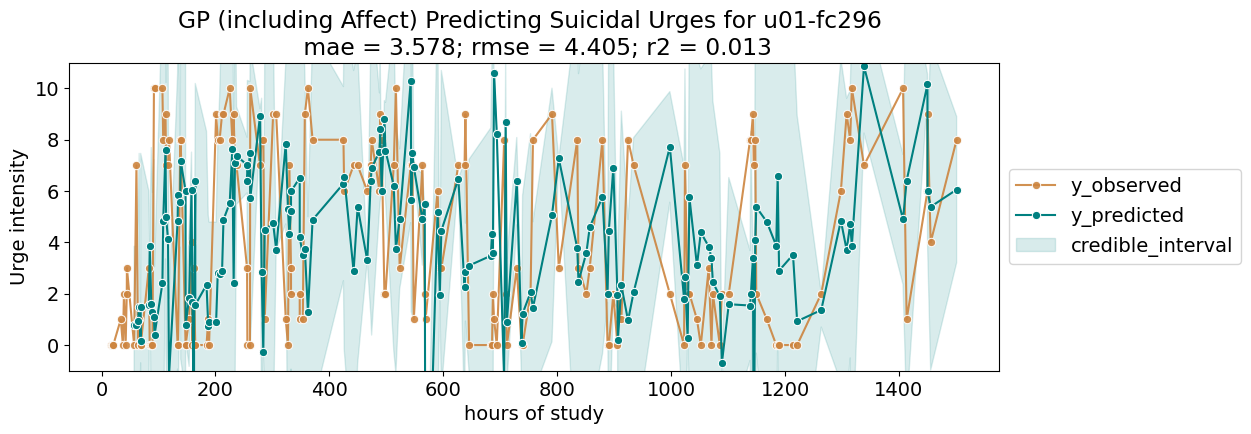 GP (including Affect) Predicting Suicidal Urges for u01-fc296
mae = 3.578; rmse = 4.405; r2 = 0.013
Urge intensity
10
8
6
4
2
0
0 200 400 600 800 1000 1200 1400
hours of study
y_observed
y_predicted
credible_interval